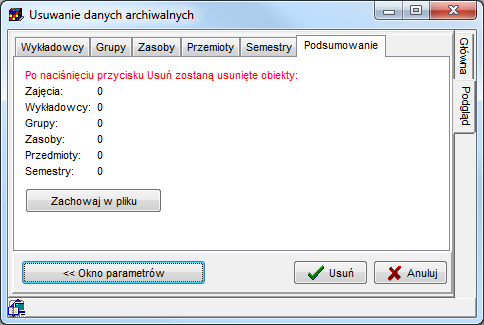 Usuwanie danych archiwalnych
Wykładowcy Grupy Zasoby Przemioty Semestry Podsumowanie
Główna
Podgląd
Po naciśnięciu przycisku Usuń zostaną usunięte obiekty:
Zajęcia: 0
Wykładowcy: 0
Grupy: 0
Zasoby: 0
Przedmioty: 0
Semestry: 0
Zachowaj w pliku
<< Okno parametrów Usuń Anuluj